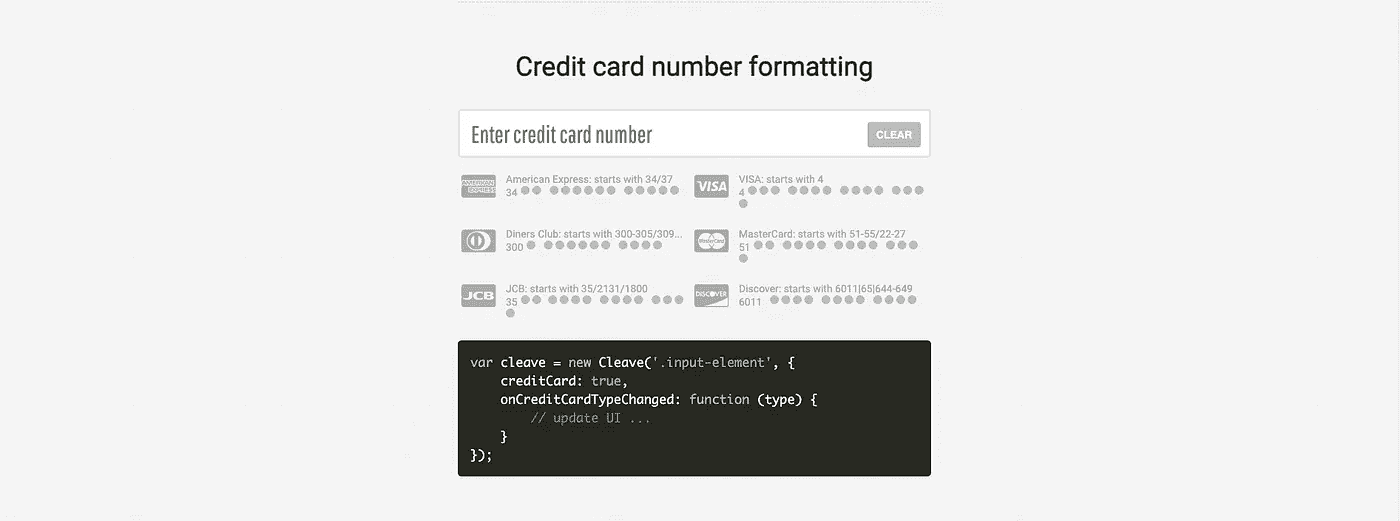 Credit card number formatting
Enter credit card number
CLEAR
AMERICAN EXPRESS
American Express: starts with 34/37
34●● ●●●●●● ●●●●●
VISA
VISA: starts with 4
4●●● ●●●● ●●●● ●●●
●
Diners Club: starts with 300-305/309...
300● ●●●●●● ●●●●
MasterCard
MasterCard: starts with 51-55/22-27
51●● ●●●● ●●●● ●●●
●
JCB
JCB: starts with 35/2131/1800
35●● ●●●● ●●●● ●●●
●
DISCOVER
Discover: starts with 6011|65|644-649
6011 ●●●● ●●●● ●●●●
var cleave = new Cleave('.input-element', {
    creditCard: true,
    onCreditCardTypeChanged: function (type) {
        // update UI ...
    }
});